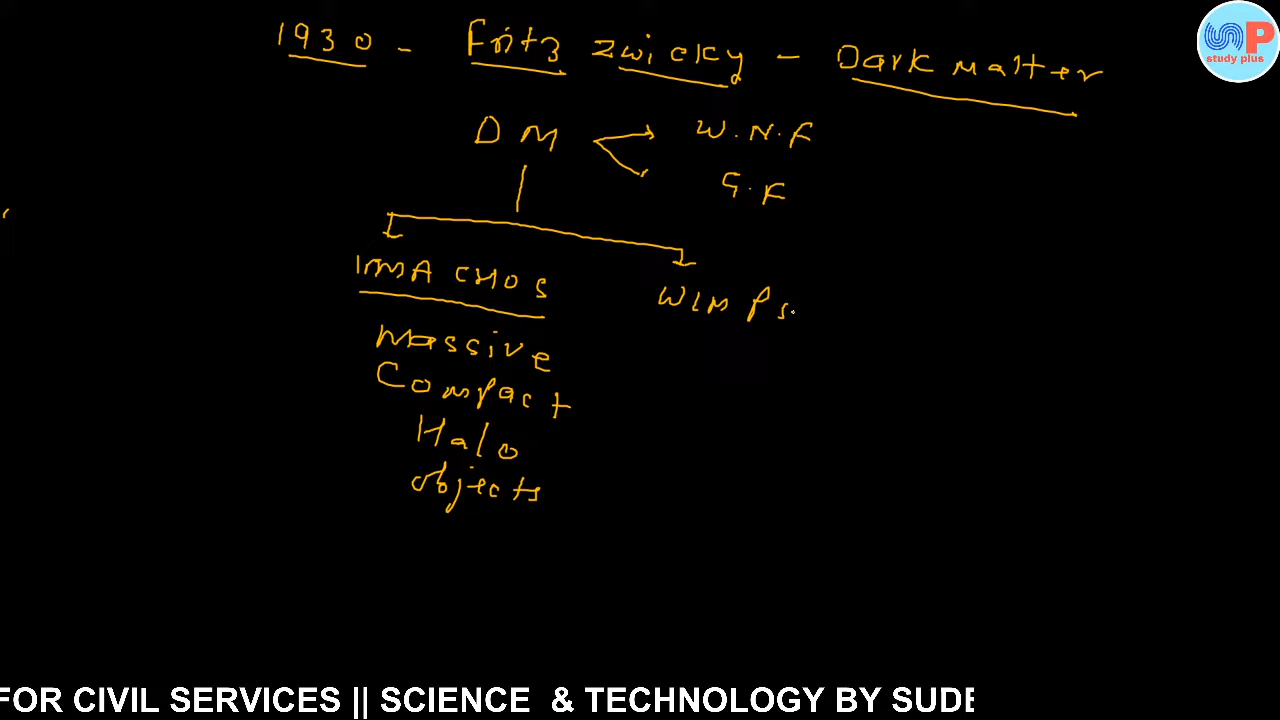 1930 - Fritz Zwicky - Dark matter
SP
study plus
DM
W.N.F
G.F
MACHOS
WIMPs
Massive
Compact
Halo
Objects
FOR CIVIL SERVICES || SCIENCE & TECHNOLOGY BY SUDE